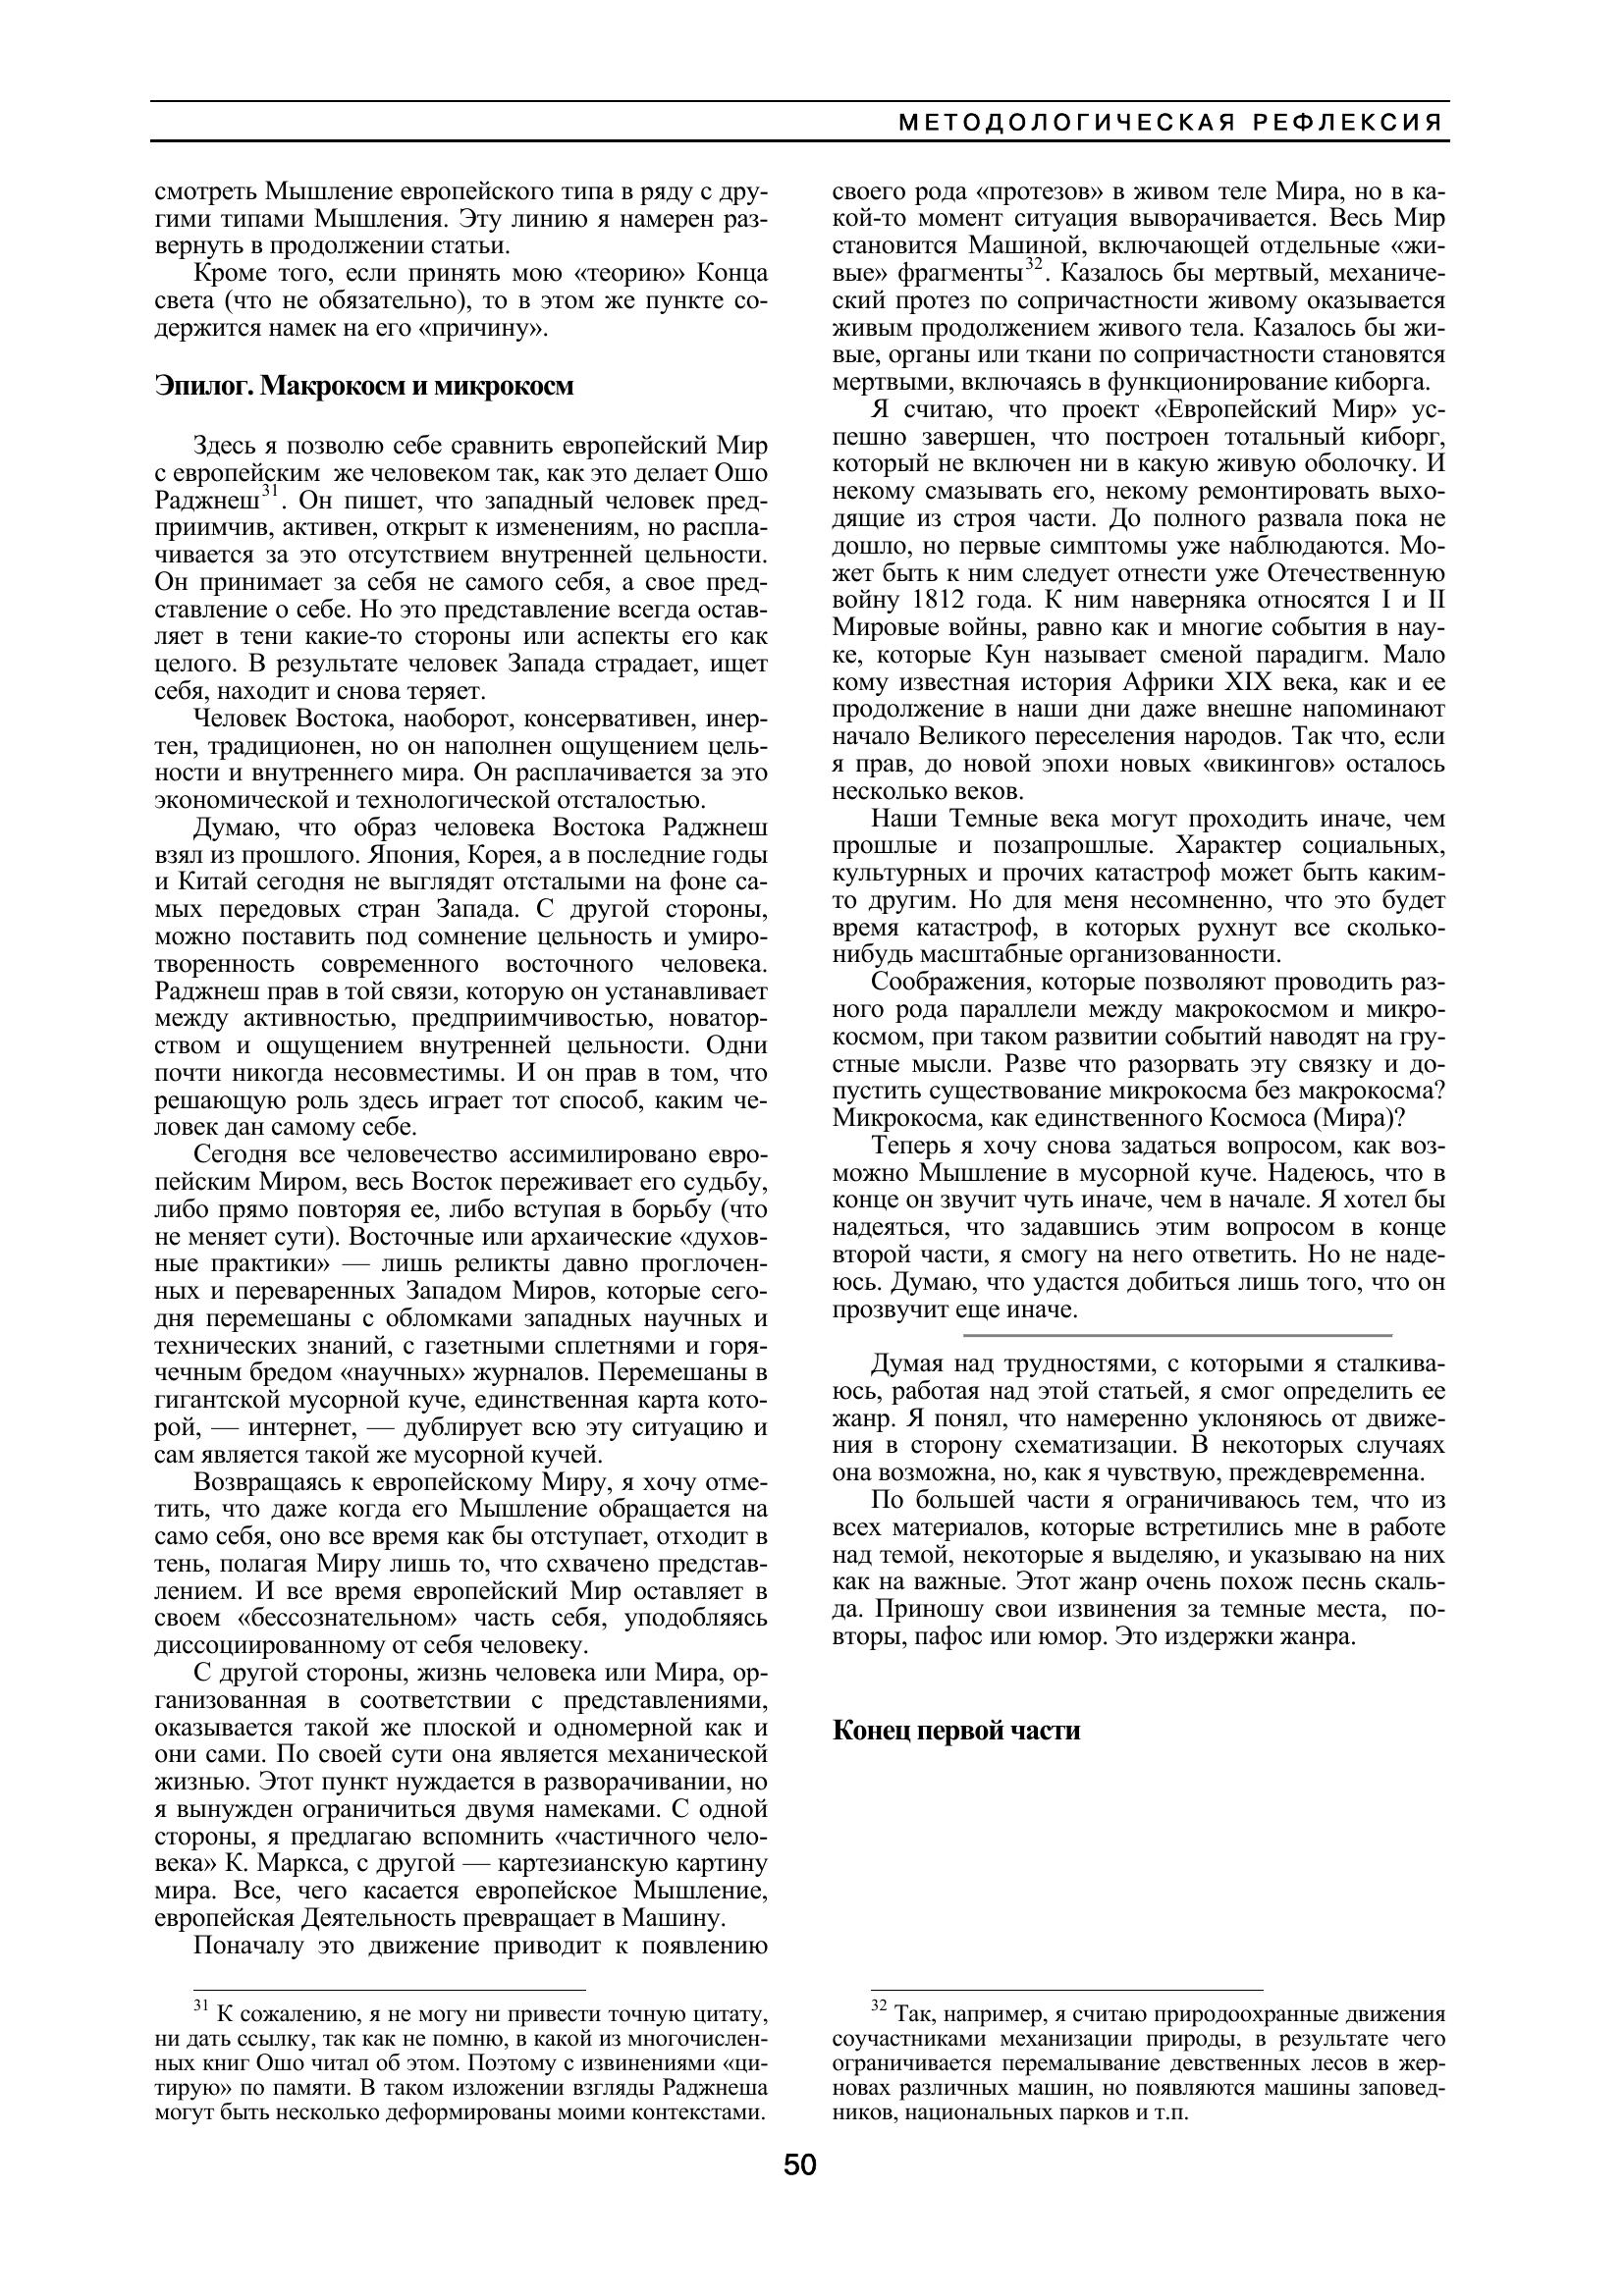 МЕТОДОЛОГИЧЕСКАЯ РЕФЛЕКСИЯ
смотреть Мышление европейского типа в ряду с дру-
гими типами Мышления. Эту линию я намерен раз-
вернуть в продолжении статьи.
Кроме того, если принять мою «теорию» Конца
света (что не обязательно), то в этом же пункте со-
держится намек на его «причину».
Эпилог. Макрокосм и микрокосм
Здесь я позволю себе сравнить европейский Мир
с европейским же человеком так, как это делает Ошо
Раджнеш31. Он пишет, что западный человек пред-
приимчив, активен, открыт к изменениям, но распла-
чивается за это отсутствием внутренней цельности.
Он принимает за себя не самого себя, а свое пред-
ставление о себе. Но это представление всегда остав-
ляет в тени какие-то стороны или аспекты его как
целого. В результате человек Запада страдает, ищет
себя, находит и снова теряет.
Человек Востока, наоборот, консервативен, инер-
тен, традиционен, но он наполнен ощущением цель-
ности и внутреннего мира. Он расплачивается за это
экономической и технологической отсталостью.
Думаю, что образ человека Востока Раджнеш
взял из прошлого. Япония, Корея, а в последние годы
и Китай сегодня не выглядят отсталыми на фоне са-
мых передовых стран Запада. С другой стороны,
можно поставить под сомнение цельность и умиро-
творенность современного восточного человека.
Раджнеш прав в той связи, которую он устанавливает
между активностью, предприимчивостью, новатор-
ством и ощущением внутренней цельности. Одни
почти никогда несовместимы. И он прав в том, что
решающую роль здесь играет тот способ, каким че-
ловек дан самому себе.
Сегодня все человечество ассимилировано евро-
пейским Миром, весь Восток переживает его судьбу,
либо прямо повторяя ее, либо вступая в борьбу (что
не меняет сути). Восточные или архаические «духов-
ные практики» — лишь реликты давно проглочен-
ных и переваренных Западом Миров, которые сего-
дня перемешаны с обломками западных научных и
технических знаний, с газетными сплетнями и горя-
чечным бредом «научных» журналов. Перемешаны в
гигантской мусорной куче, единственная карта кото-
рой, — интернет, — дублирует всю эту ситуацию и
сам является такой же мусорной кучей.
Возвращаясь к европейскому Миру, я хочу отме-
тить, что даже когда его Мышление обращается на
само себя, оно все время как бы отступает, отходит в
тень, полагая Миру лишь то, что схвачено представ-
лением. И все время европейский Мир оставляет в
своем «бессознательном» часть себя, уподобляясь
диссоциированному от себя человеку.
С другой стороны, жизнь человека или Мира, ор-
ганизованная в соответствии с представлениями,
оказывается такой же плоской и одномерной как и
они сами. По своей сути она является механической
жизнью. Этот пункт нуждается в разворачивании, но
я вынужден ограничиться двумя намеками. С одной
стороны, я предлагаю вспомнить «частичного чело-
века» К. Маркса, с другой — картезианскую картину
мира. Все, чего касается европейское Мышление,
европейская Деятельность превращает в Машину.
Поначалу это движение приводит к появлению
31 К сожалению, я не могу ни привести точную цитату,
ни дать ссылку, так как не помню, в какой из многочислен-
ных книг Ошо читал об этом. Поэтому с извинениями «ци-
тирую» по памяти. В таком изложении взгляды Раджнеша
могут быть несколько деформированы моими контекстами.
своего рода «протезов» в живом теле Мира, но в ка-
кой-то момент ситуация выворачивается. Весь Мир
становится Машиной, включающей отдельные «жи-
вые» фрагменты32. Казалось бы мертвый, механиче-
ский протез по сопричастности живому оказывается
живым продолжением живого тела. Казалось бы жи-
вые, органы или ткани по сопричастности становятся
мертвыми, включаясь в функционирование киборга.
Я считаю, что проект «Европейский Мир» ус-
пешно завершен, что построен тотальный киборг,
который не включен ни в какую живую оболочку. И
некому смазывать его, некому ремонтировать выхо-
дящие из строя части. До полного развала пока не
дошло, но первые симптомы уже наблюдаются. Мо-
жет быть к ним следует отнести уже Отечественную
войну 1812 года. К ним наверняка относятся I и II
Мировые войны, равно как и многие события в нау-
ке, которые Кун называет сменой парадигм. Мало
кому известная история Африки XIX века, как и ее
продолжение в наши дни даже внешне напоминают
начало Великого переселения народов. Так что, если
я прав, до новой эпохи новых «викингов» осталось
несколько веков.
Наши Темные века могут проходить иначе, чем
прошлые и позапрошлые. Характер социальных,
культурных и прочих катастроф может быть каким-
то другим. Но для меня несомненно, что это будет
время катастроф, в которых рухнут все сколько-
нибудь масштабные организованности.
Соображения, которые позволяют проводить раз-
ного рода параллели между макрокосмом и микро-
космом, при таком развитии событий наводят на гру-
стные мысли. Разве что разорвать эту связку и до-
пустить существование микрокосма без макрокосма?
Микрокосма, как единственного Космоса (Мира)?
Теперь я хочу снова задаться вопросом, как воз-
можно Мышление в мусорной куче. Надеюсь, что в
конце он звучит чуть иначе, чем в начале. Я хотел бы
надеяться, что задавшись этим вопросом в конце
второй части, я смогу на него ответить. Но не наде-
юсь. Думаю, что удастся добиться лишь того, что он
прозвучит еще иначе.
Думая над трудностями, с которыми я сталкива-
юсь, работая над этой статьей, я смог определить ее
жанр. Я понял, что намеренно уклоняюсь от движе-
ния в сторону схематизации. В некоторых случаях
она возможна, но, как я чувствую, преждевременна.
По большей части я ограничиваюсь тем, что из
всех материалов, которые встретились мне в работе
над темой, некоторые я выделяю, и указываю на них
как на важные. Этот жанр очень похож песнь скаль-
да. Приношу свои извинения за темные места, по-
вторы, пафос или юмор. Это издержки жанра.
Конец первой части
32 Так, например, я считаю природоохранные движения
соучастниками механизации природы, в результате чего
ограничивается перемалывание девственных лесов в жер-
новах различных машин, но появляются машины заповед-
ников, национальных парков и т.п.
50